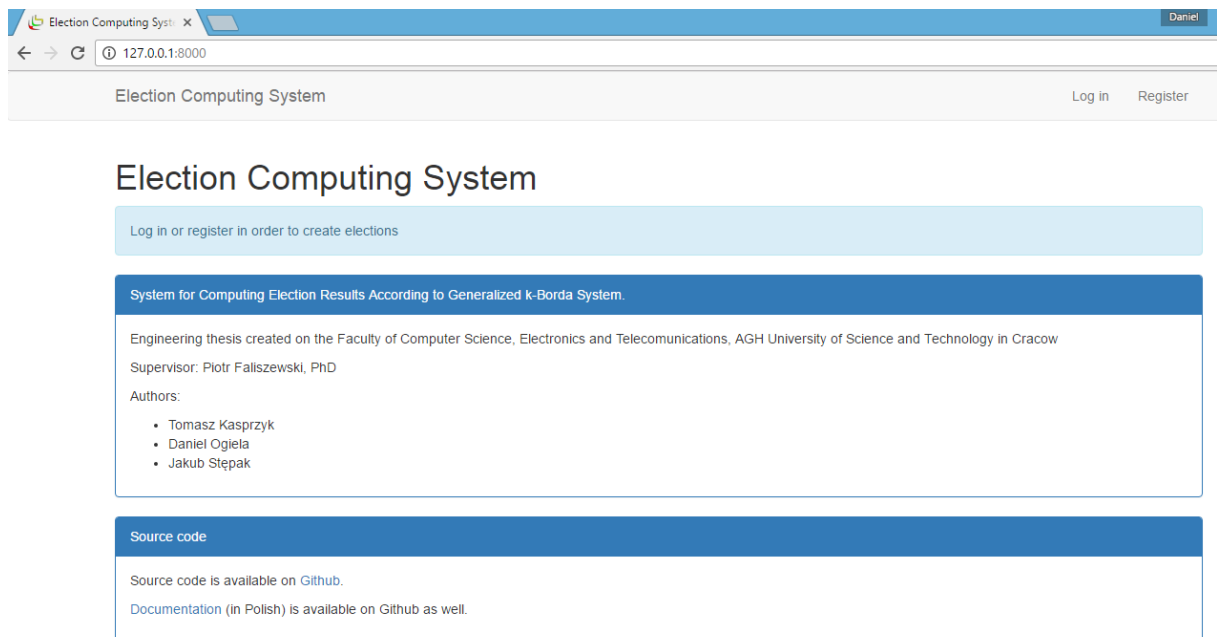 Election Computing Syst
Daniel
127.0.0.1:8000
Election Computing System
Log in
Register
Election Computing System
Log in or register in order to create elections
System for Computing Election Results According to Generalized k-Borda System.
Engineering thesis created on the Faculty of Computer Science, Electronics and Telecomunications, AGH University of Science and Technology in Cracow
Supervisor: Piotr Faliszewski, PhD
Authors:
• Tomasz Kasprzyk
• Daniel Ogiela
• Jakub Stępak
Source code
Source code is available on Github.
Documentation (in Polish) is available on Github as well.